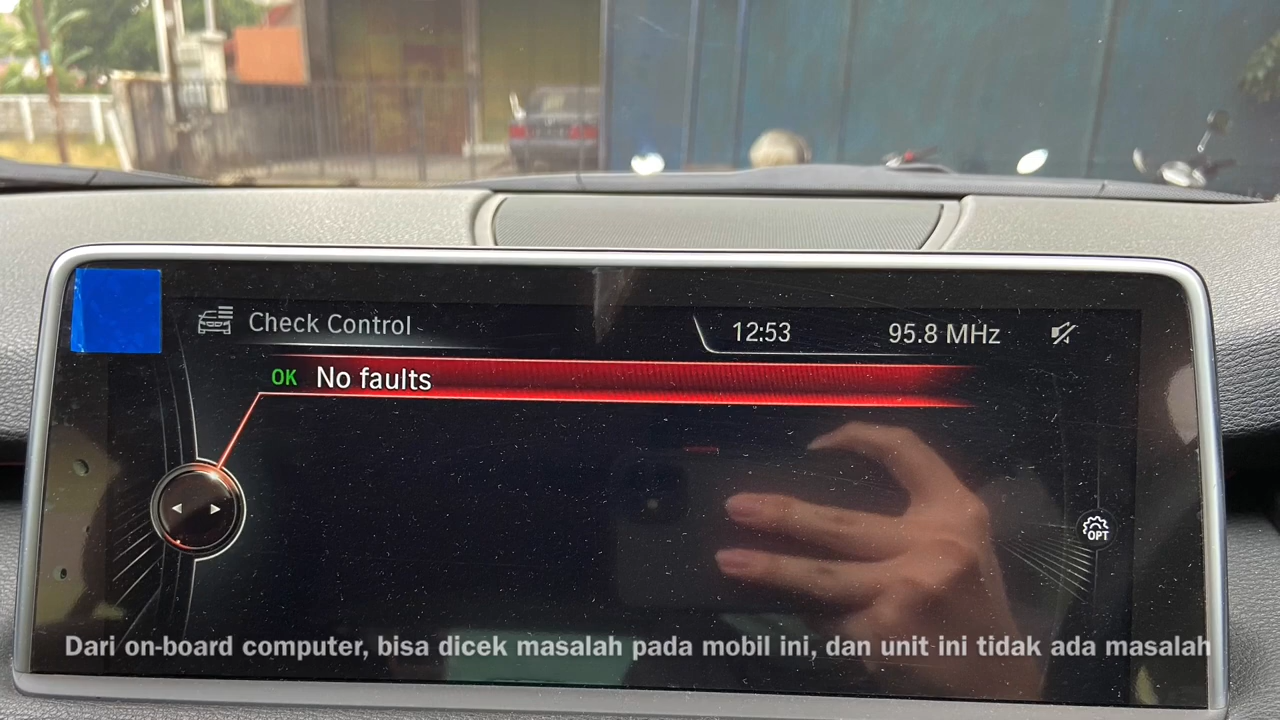 Check Control
12:53
95.8 MHz
OK No faults
OPT
Dari on-board computer, bisa dicek masalah pada mobil ini, dan unit ini tidak ada masalah